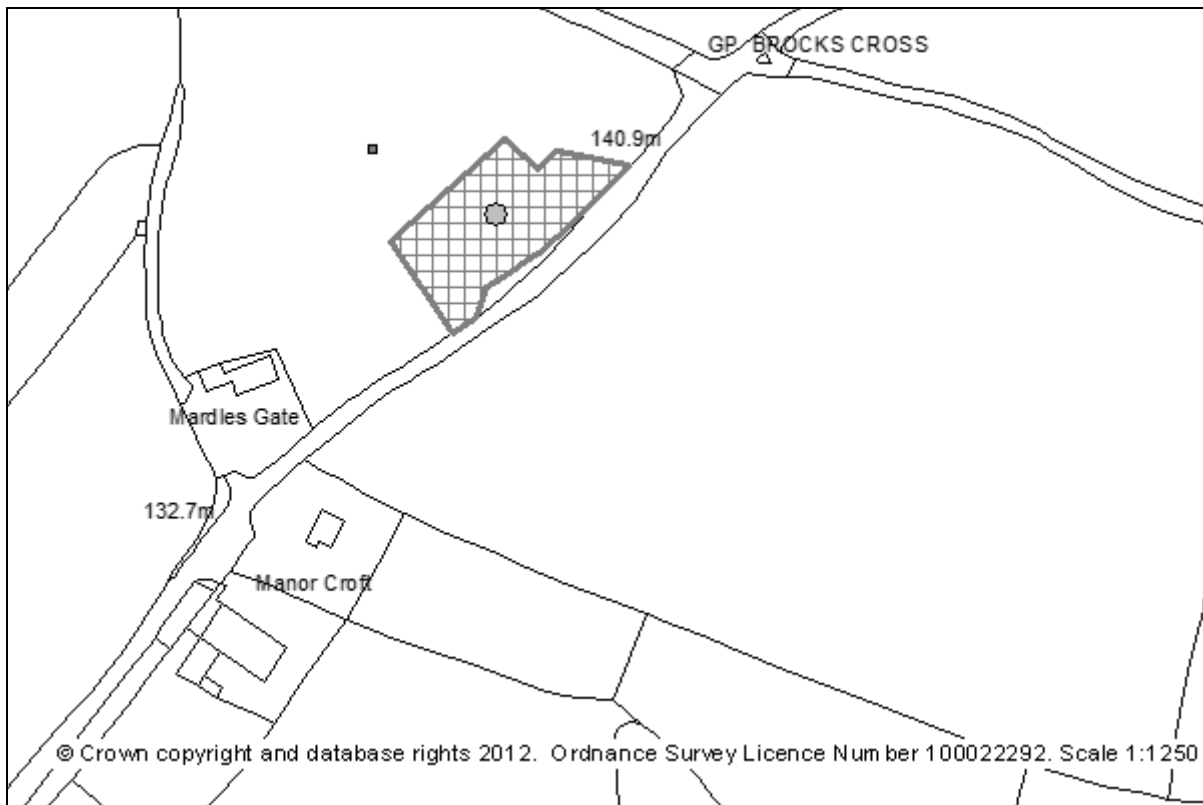 GP BROCKS CROSS
140.9m
Mardles Gate
132.7m
Manor Croft
© Crown copyright and database rights 2012. Ordnance Survey Licence Number 100022292. Scale 1:1250